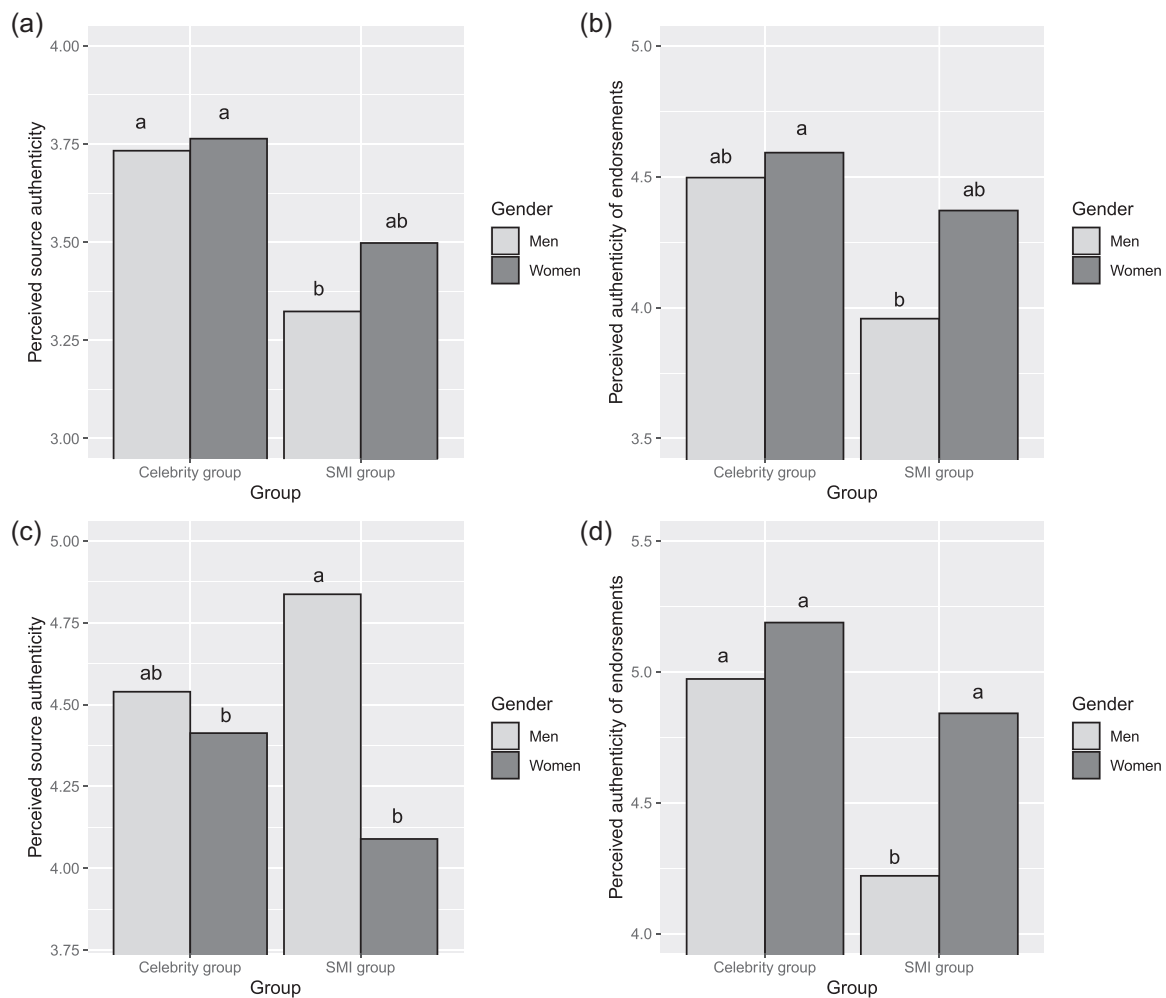 (a)
Perceived source authenticity
4.00
3.75
3.50
3.25
3.00
a
a
b
ab
Celebrity group
SMI group
Group
Gender
Men
Women
(b)
Perceived authenticity of endorsements
5.0
4.5
4.0
3.5
ab
a
b
ab
Celebrity group
SMI group
Group
Gender
Men
Women
(c)
Perceived source authenticity
5.00
4.75
4.50
4.25
4.00
3.75
ab
b
a
b
Celebrity group
SMI group
Group
Gender
Men
Women
(d)
Perceived authenticity of endorsements
5.5
5.0
4.5
4.0
a
a
b
a
Celebrity group
SMI group
Group
Gender
Men
Women